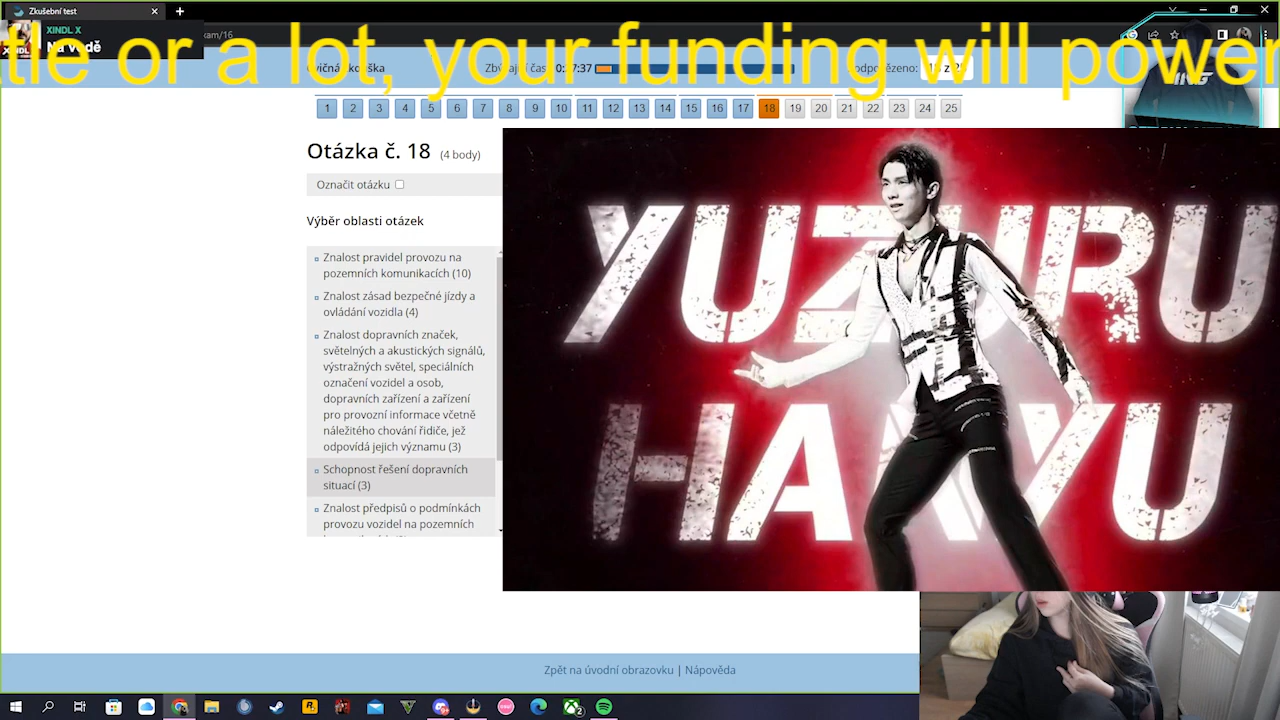 Zkušební test
XINDL X
Na vodě
xam/16
tle or a lot, your funding will power
Zbývající čas: 0:27:37
1 2 3 4 5 6 7 8 9 10 11 12 13 14 15 16 17 18 19 20 21 22 23 24 25
Otázka č. 18 (4 body)
Označit otázku
Výběr oblasti otázek
Znalost pravidel provozu na
pozemních komunikacích (10)
Znalost zásad bezpečné jízdy a
ovládání vozidla (4)
Znalost dopravních značek,
světelných a akustických signálů,
výstražných světel, speciálních
označení vozidel a osob,
dopravních zařízení a zařízení
pro provozní informace včetně
náležitého chování řidiče, jež
odpovídá jejich významu (3)
Schopnost řešení dopravních
situací (3)
Znalost předpisů o podmínkách
provozu vozidel na pozemních
YUZURU
HANYU
Zpět na úvodní obrazovku | Nápověda